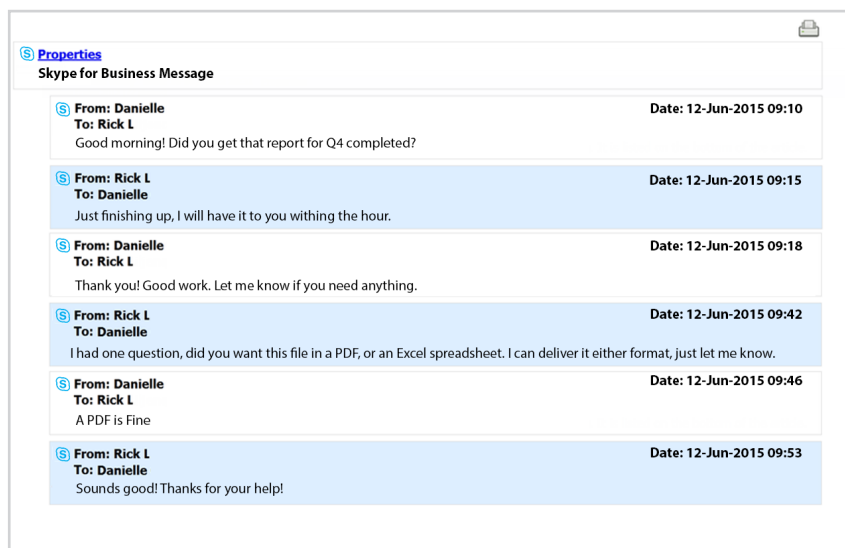 Properties
Skype for Business Message
From: Danielle
Date: 12-Jun-2015 09:10
To: Rick L
Good morning! Did you get that report for Q4 completed?
From: Rick L
Date: 12-Jun-2015 09:15
To: Danielle
Just finishing up, I will have it to you withing the hour.
From: Danielle
Date: 12-Jun-2015 09:18
To: Rick L
Thank you! Good work. Let me know if you need anything.
From: Rick L
Date: 12-Jun-2015 09:42
To: Danielle
I had one question, did you want this file in a PDF, or an Excel spreadsheet. I can deliver it either format, just let me know.
From: Danielle
Date: 12-Jun-2015 09:46
To: Rick L
A PDF is Fine
From: Rick L
Date: 12-Jun-2015 09:53
To: Danielle
Sounds good! Thanks for your help!